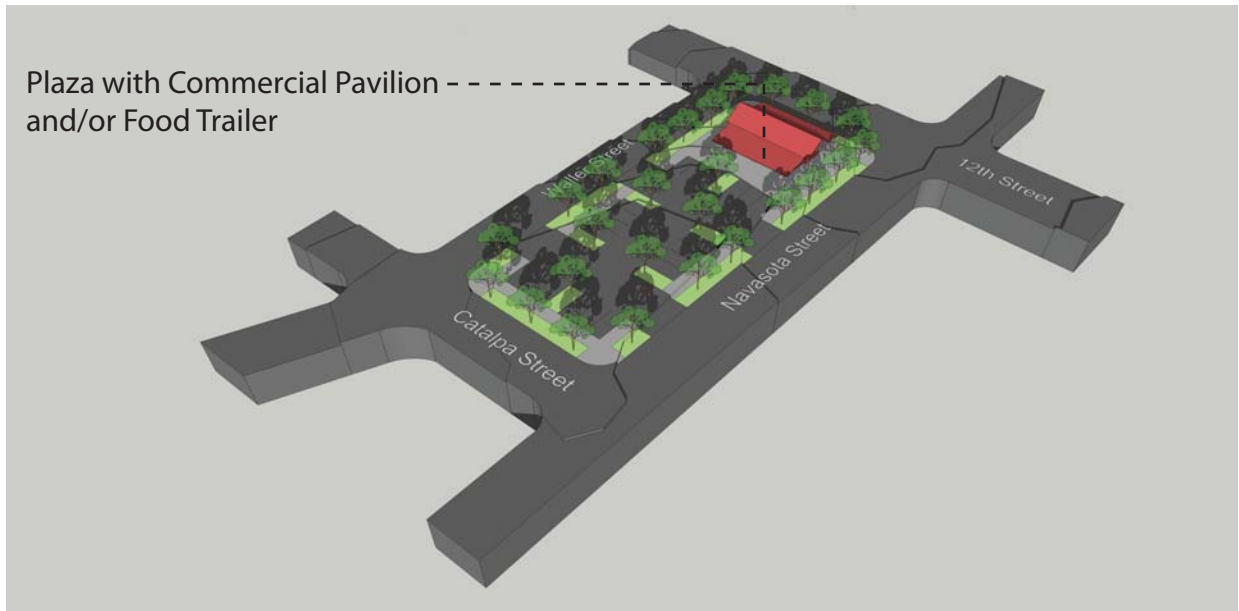 Plaza with Commercial Pavilion
and/or Food Trailer
Waller Street
12th Street
Navasota Street
Catalpa Street